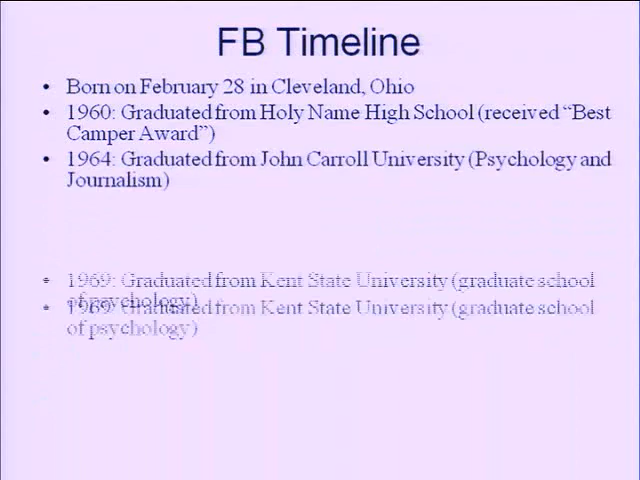 FB Timeline
• Born on February 28 in Cleveland, Ohio
• 1960: Graduated from Holy Name High School (received “Best
Camper Award”)
• 1964: Graduated from John Carroll University (Psychology and
Journalism)
• 1969: Graduated from Kent State University (graduate school
of psychology)
• 1969: Graduated from Kent State University (graduate school
of psychology)